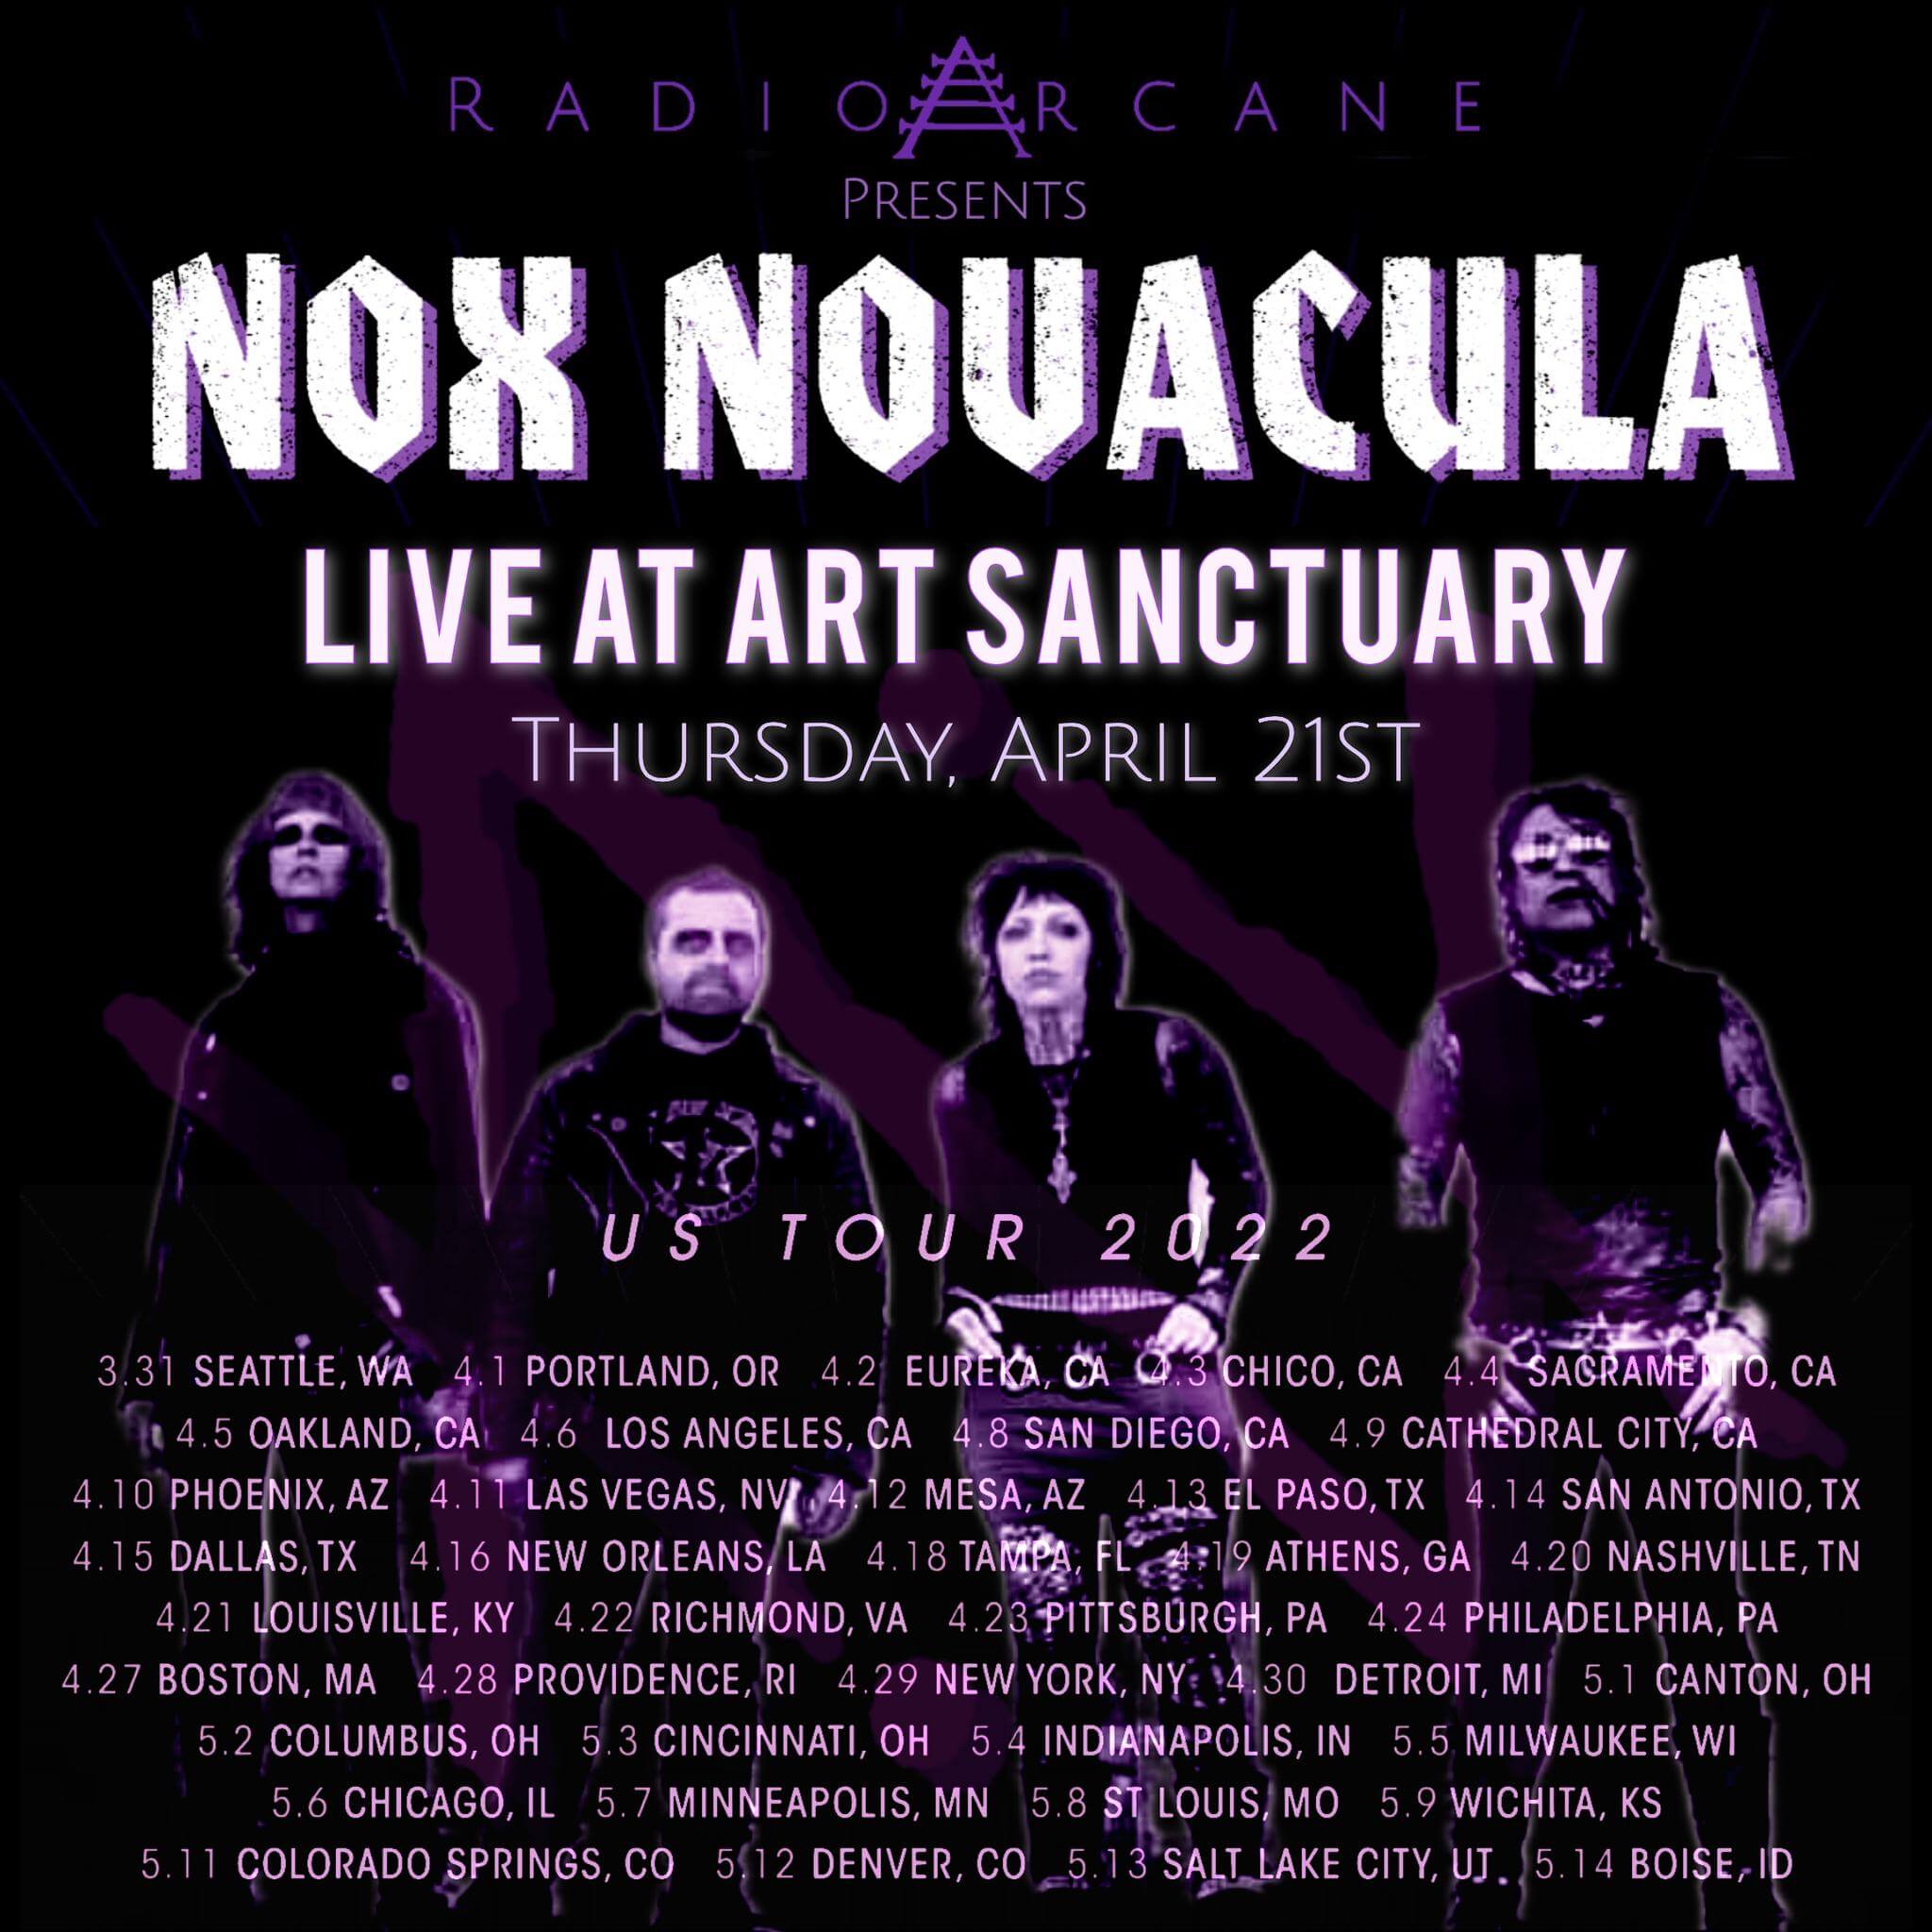 RADIO ARCANE
PRESENTS
NOX NOVACULA
LIVE AT ART SANCTUARY
THURSDAY, APRIL 21ST
US TOUR 2022
3.31 SEATTLE, WA 4.1 PORTLAND, OR 4.2 EUREKA, CA 4.3 CHICO, CA 4.4 SACRAMENTO, CA
4.5 OAKLAND, CA 4.6 LOS ANGELES, CA 4.8 SAN DIEGO, CA 4.9 CATHEDRAL CITY, CA
4.10 PHOENIX, AZ 4.11 LAS VEGAS, NV 4.12 MESA, AZ 4.13 EL PASO, TX 4.14 SAN ANTONIO, TX
4.15 DALLAS, TX 4.16 NEW ORLEANS, LA 4.18 TAMPA, FL 4.19 ATHENS, GA 4.20 NASHVILLE, TN
4.21 LOUISVILLE, KY 4.22 RICHMOND, VA 4.23 PITTSBURGH, PA 4.24 PHILADELPHIA, PA
4.27 BOSTON, MA 4.28 PROVIDENCE, RI 4.29 NEW YORK, NY 4.30 DETROIT, MI 5.1 CANTON, OH
5.2 COLUMBUS, OH 5.3 CINCINNATI, OH 5.4 INDIANAPOLIS, IN 5.5 MILWAUKEE, WI
5.6 CHICAGO, IL 5.7 MINNEAPOLIS, MN 5.8 ST LOUIS, MO 5.9 WICHITA, KS
5.11 COLORADO SPRINGS, CO 5.12 DENVER, CO 5.13 SALT LAKE CITY, UT 5.14 BOISE, ID